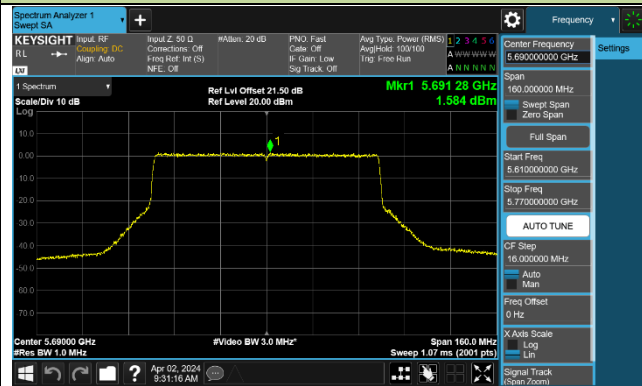 Spectrum Analyzer 1
Swept SA
Frequency
KEYSIGHT
RL
LXI
Input: RF
Coupling: DC
Align: Auto
Input Z: 50 Ω
Corrections: Off
Freq Ref: Int (S)
NFE: Off
#Atten: 20 dB
PNO: Fast
Gate: Off
IF Gain: Low
Sig Track: Off
Avg Type: Power (RMS)
Avg|Hold: 100/100
Trig: Free Run
1 2 3 4 5 6
A W W W W W
A N N N N N
1 Spectrum
Scale/Div 10 dB
Log
Ref Lvl Offset 21.50 dB
Ref Level 20.00 dBm
Mkr1 5.691 28 GHz
1.584 dBm
10.0
0.00
-10.0
-20.0
-30.0
-40.0
-50.0
-60.0
-70.0
1
Center 5.69000 GHz
#Res BW 1.0 MHz
#Video BW 3.0 MHz*
Span 160.0 MHz
Sweep 1.07 ms (2001 pts)
Apr 02, 2024
9:31:16 AM
Center Frequency
5.690000000 GHz
Span
160.000000 MHz
Swept Span
Zero Span
Full Span
Start Freq
5.610000000 GHz
Stop Freq
5.770000000 GHz
AUTO TUNE
CF Step
16.000000 MHz
Auto
Man
Freq Offset
0 Hz
X Axis Scale
Log
Lin
Signal Track
(Span Zoom)
Settings